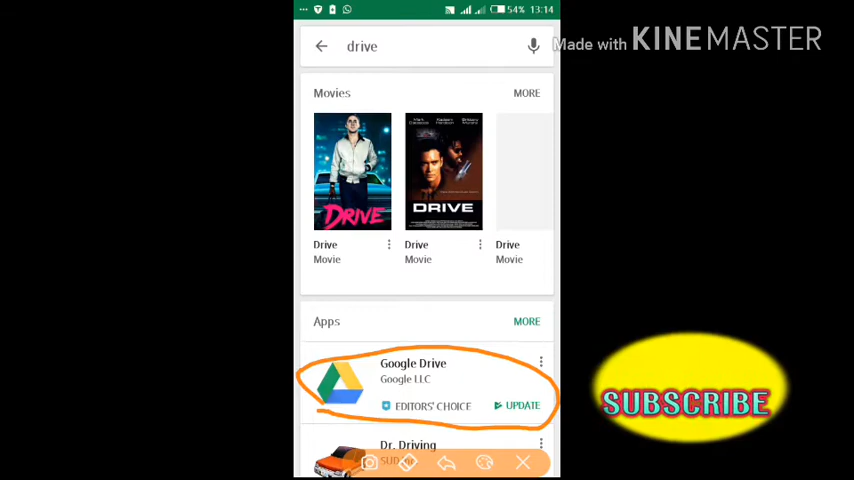 54% 13:14
drive
Made with KINEMASTER
Movies MORE
DRIVE
DRIVE
Drive
Movie
Drive
Movie
Drive
Movie
Apps MORE
Google Drive
Google LLC
EDITORS' CHOICE UPDATE
SUBSCRIBE
Dr. Driving